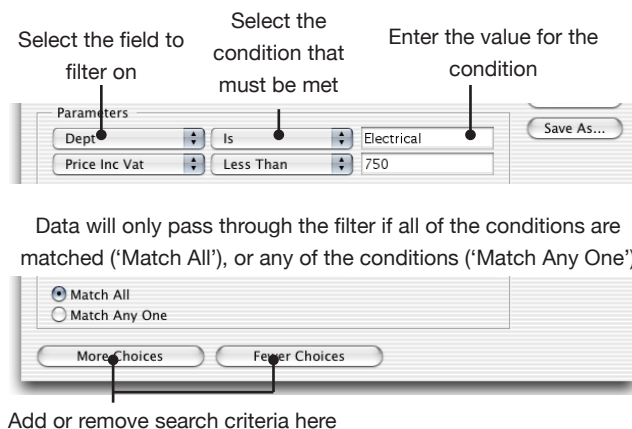 Select the field to
filter on
Select the
condition that
must be met
Enter the value for the
condition
Parameters
Dept Is Electrical Save As...
Price Inc Vat Less Than 750
Data will only pass through the filter if all of the conditions are
matched (‘Match All’), or any of the conditions (‘Match Any One’)
Match All
Match Any One
More Choices Fewer Choices
Add or remove search criteria here